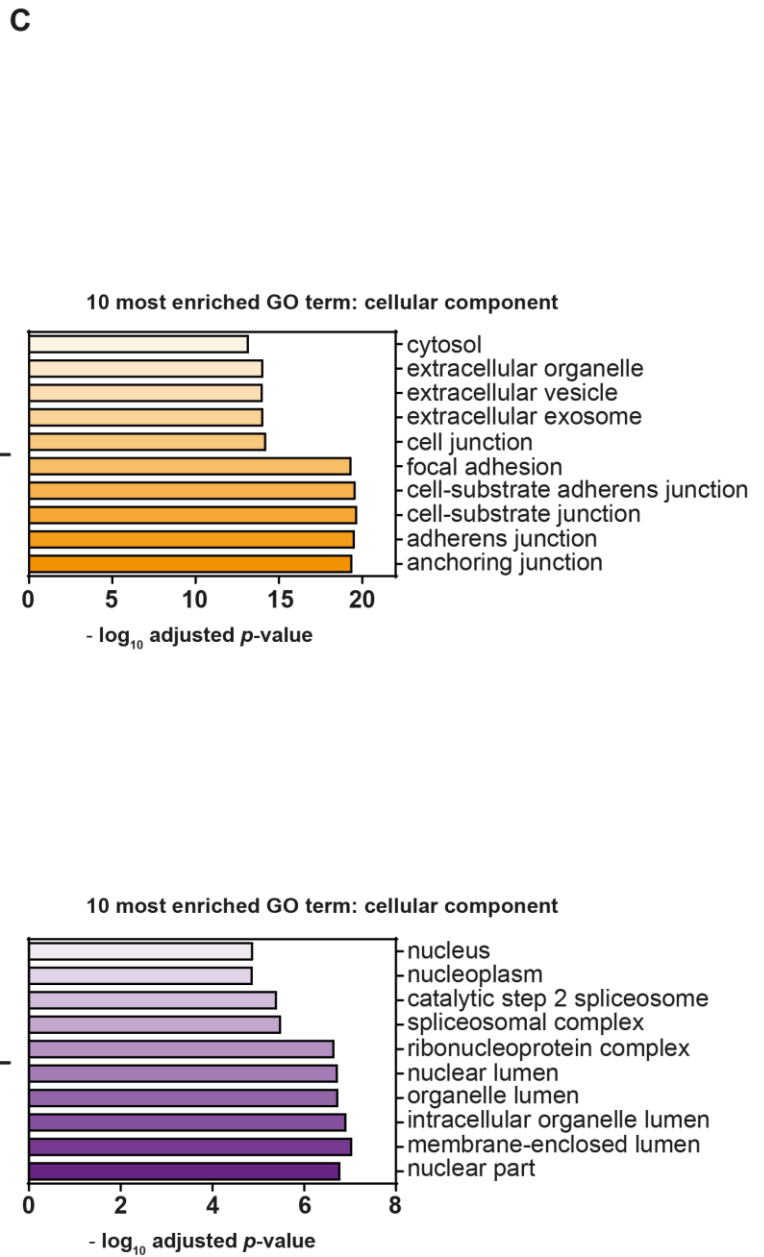 C
10 most enriched GO term: cellular component
cytosol
extracellular organelle
extracellular vesicle
extracellular exosome
cell junction
focal adhesion
cell-substrate adherens junction
cell-substrate junction
adherens junction
anchoring junction
0 5 10 15 20
- log10 adjusted p-value
10 most enriched GO term: cellular component
nucleus
nucleoplasm
catalytic step 2 spliceosome
spliceosomal complex
ribonucleoprotein complex
nuclear lumen
organelle lumen
intracellular organelle lumen
membrane-enclosed lumen
nuclear part
0 2 4 6 8
- log10 adjusted p-value